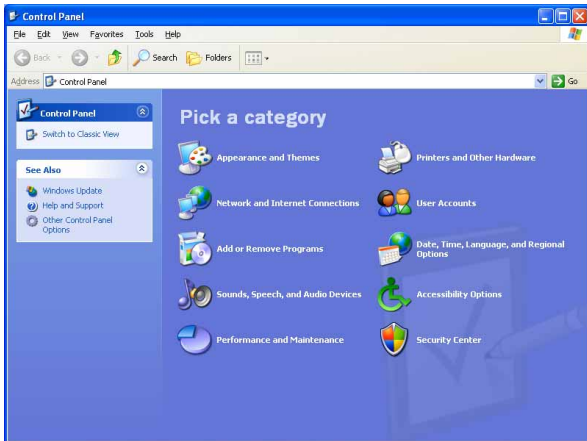 Control Panel
File Edit View Favorites Tools Help
Back Search Folders
Address Control Panel Go
Control Panel
Switch to Classic View
See Also
Windows Update
Help and Support
Other Control Panel
Options
Pick a category
Appearance and Themes
Printers and Other Hardware
Network and Internet Connections
User Accounts
Add or Remove Programs
Date, Time, Language, and Regional
Options
Sounds, Speech, and Audio Devices
Accessibility Options
Performance and Maintenance
Security Center